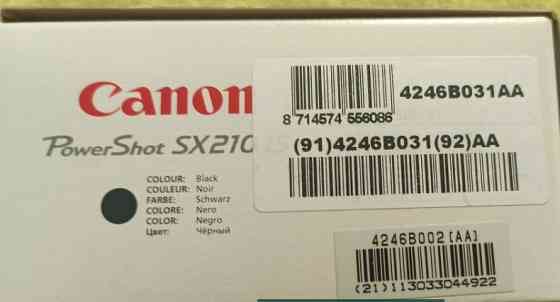 Canon
PowerShot SX210 IS
COLOUR: Black
COULEUR: Noir
FARBE: Schwarz
COLORE: Nero
COLOR: Negro
Цвет: Чёрный
8 714574 556086
4246B031AA
(91)4246B031(92)AA
4246B002[AA]
(21)113033044922